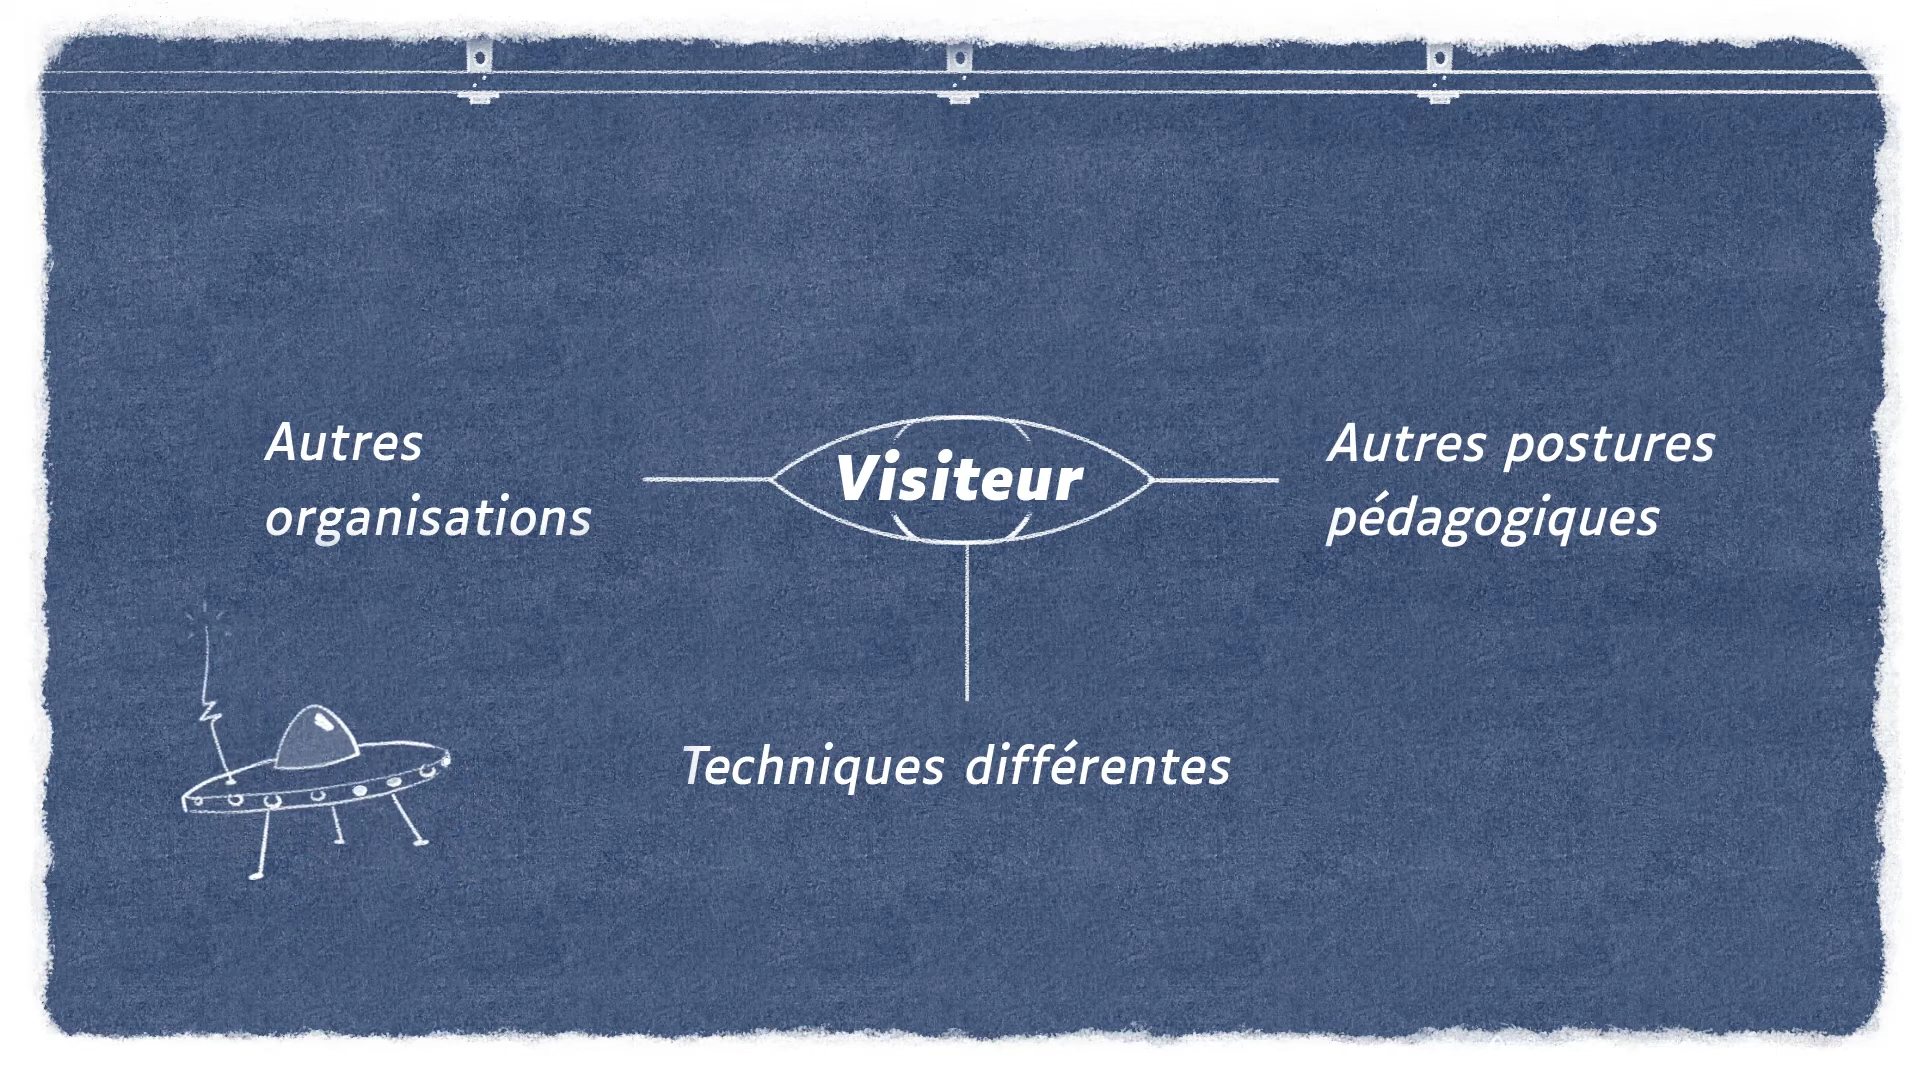 Autres
organisations
Visiteur
Autres postures
pédagogiques
Techniques différentes